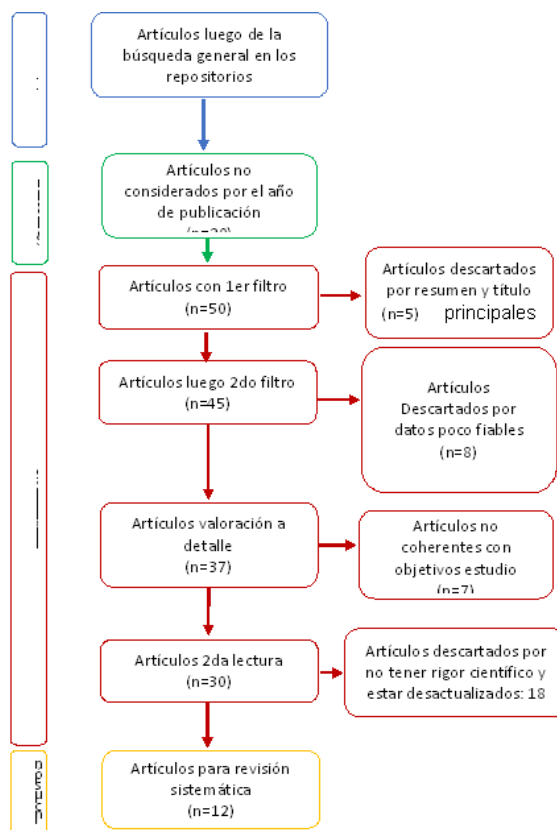 Artículos luego de la
búsqueda general en los
repositorios
Artículos no
considerados por el año
de publicación
Artículos con 1er filtro
(n=50)
Artículos descartados
por resumen y título
(n=5) principales
Artículos luego 2do filtro
(n=45)
Artículos
Descartados por
datos poco fiables
(n=8)
Artículos valoración a
detalle
(n=37)
Artículos no
coherentes con
objetivos estudio
(n=7)
Artículos 2da lectura
(n=30)
Artículos descartados por
no tener rigor científico y
estar desactualizados: 18
Artículos para revisión
sistemática
(n=12)